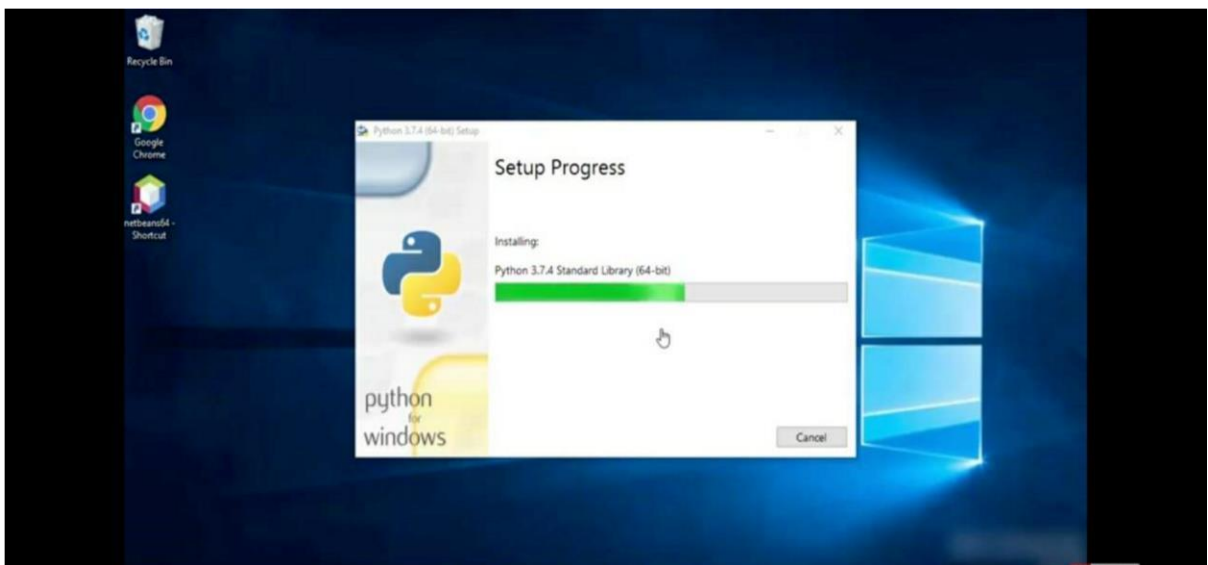 Recycle Bin
Google
Chrome
netbeans64 -
Shortcut
Python 3.7.4 (64-bit) Setup
Setup Progress
Installing:
Python 3.7.4 Standard Library (64-bit)
python
for
windows
Cancel